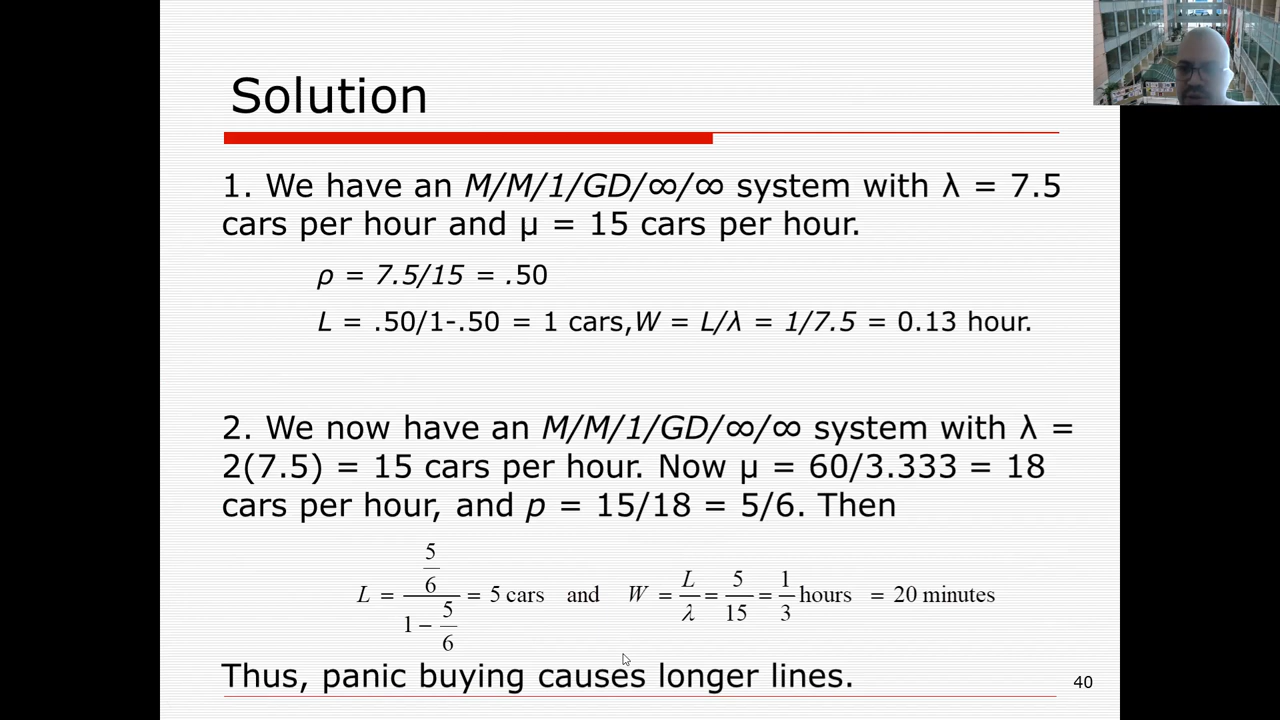 Solution
1. We have an M/M/1/GD/∞/∞ system with λ = 7.5
cars per hour and μ = 15 cars per hour.
ρ = 7.5/15 = .50
L = .50/1-.50 = 1 cars,W = L/λ = 1/7.5 = 0.13 hour.
2. We now have an M/M/1/GD/∞/∞ system with λ =
2(7.5) = 15 cars per hour. Now μ = 60/3.333 = 18
cars per hour, and p = 15/18 = 5/6. Then
L = (5/6)/(1 − 5/6) = 5 cars and W = L/λ = 5/15 = 1/3 hours = 20 minutes
Thus, panic buying causes longer lines.
40